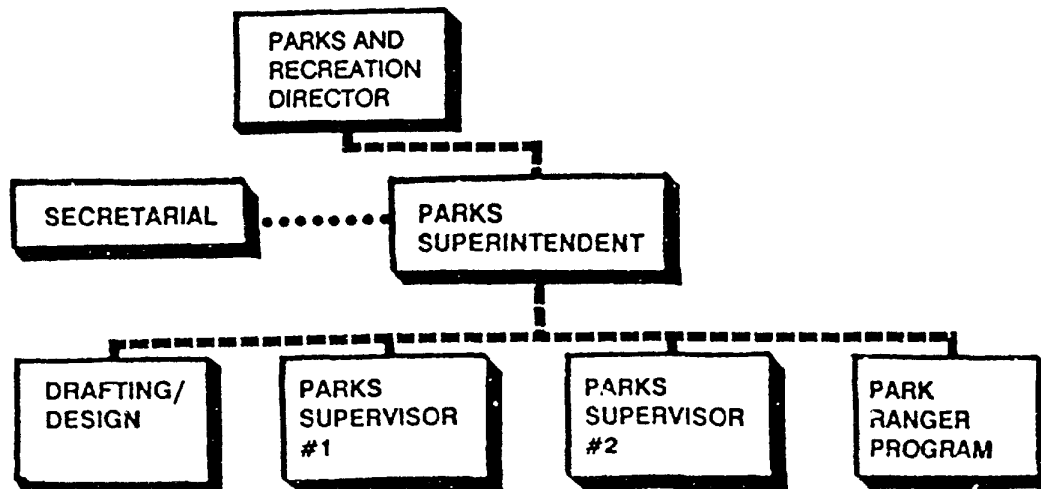 PARKS AND
RECREATION
DIRECTOR
SECRETARIAL
PARKS
SUPERINTENDENT
DRAFTING/
DESIGN
PARKS
SUPERVISOR
#1
PARKS
SUPERVISOR
#2
PARK
RANGER
PROGRAM